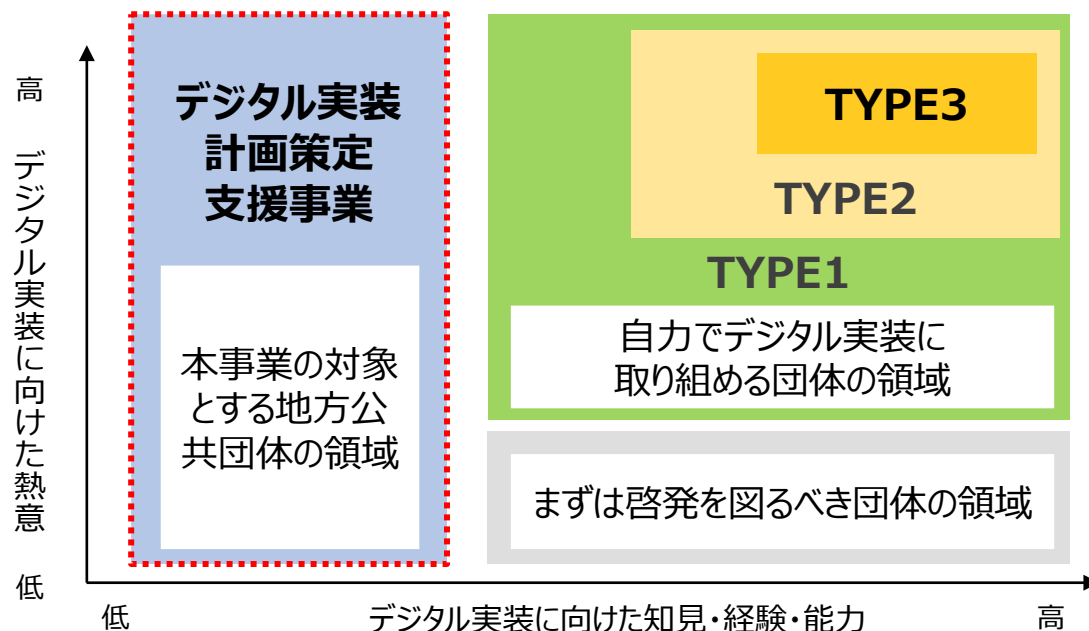 高
デジタル実装に向けた熱意
低
デジタル実装
計画策定
支援事業
本事業の対象
とする地方公
共団体の領域
TYPE3
TYPE2
TYPE1
自力でデジタル実装に
取り組める団体の領域
まずは啓発を図るべき団体の領域
低
デジタル実装に向けた知見・経験・能力
高